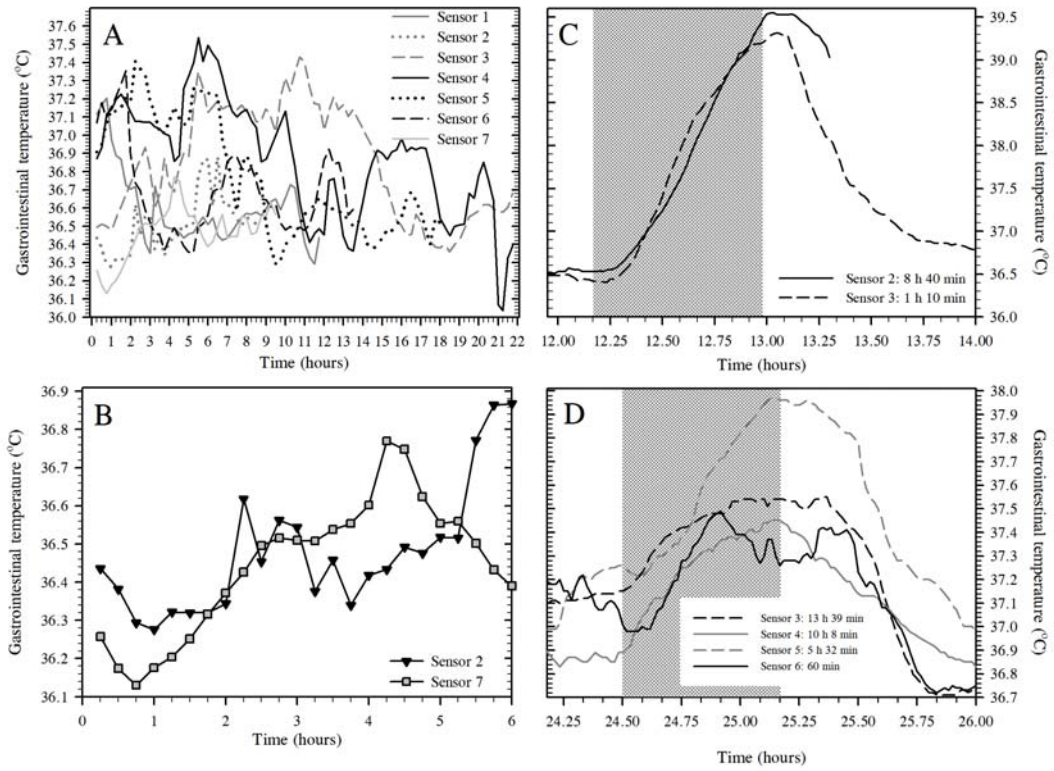 A
Gastrointestinal temperature (°C)
37.6
37.5
37.4
37.3
37.2
37.1
37.0
36.9
36.8
36.7
36.6
36.5
36.4
36.3
36.2
36.1
36.0
Sensor 1
Sensor 2
Sensor 3
Sensor 4
Sensor 5
Sensor 6
Sensor 7
0 1 2 3 4 5 6 7 8 9 10 11 12 13 14 15 16 17 18 19 20 21 22
Time (hours)
C
39.5
39.0
38.5
38.0
37.5
37.0
36.5
36.0
Gastrointestinal temperature (°C)
Sensor 2: 8 h 40 min
Sensor 3: 1 h 10 min
12.00 12.25 12.50 12.75 13.00 13.25 13.50 13.75 14.00
Time (hours)
B
Gastrointestinal temperature (°C)
36.9
36.8
36.7
36.6
36.5
36.4
36.3
36.2
36.1
Sensor 2
Sensor 7
0 1 2 3 4 5 6
Time (hours)
D
38.0
37.9
37.8
37.7
37.6
37.5
37.4
37.3
37.2
37.1
37.0
36.9
36.8
36.7
Gastrointestinal temperature (°C)
Sensor 3: 13 h 39 min
Sensor 4: 10 h 8 min
Sensor 5: 5 h 32 min
Sensor 6: 60 min
24.25 24.50 24.75 25.00 25.25 25.50 25.75 26.00
Time (hours)